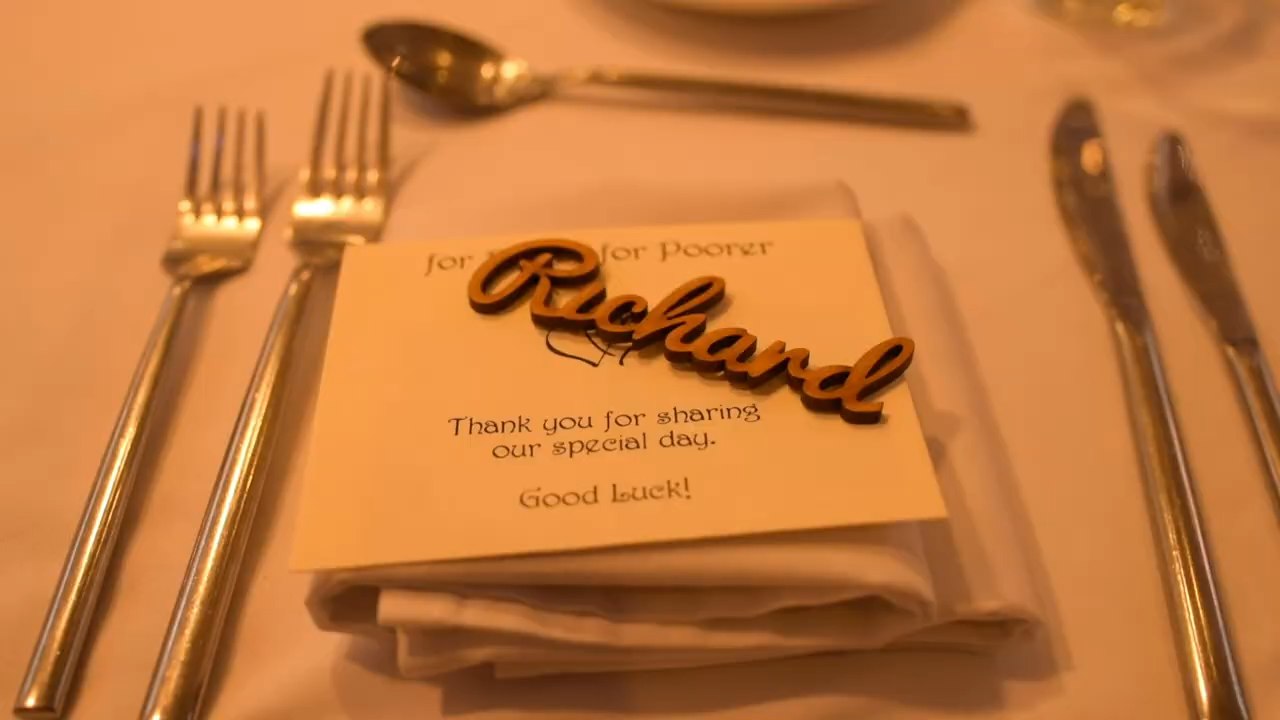 for for Poorer
Richard
Thank you for sharing
our special day.
Good Luck!